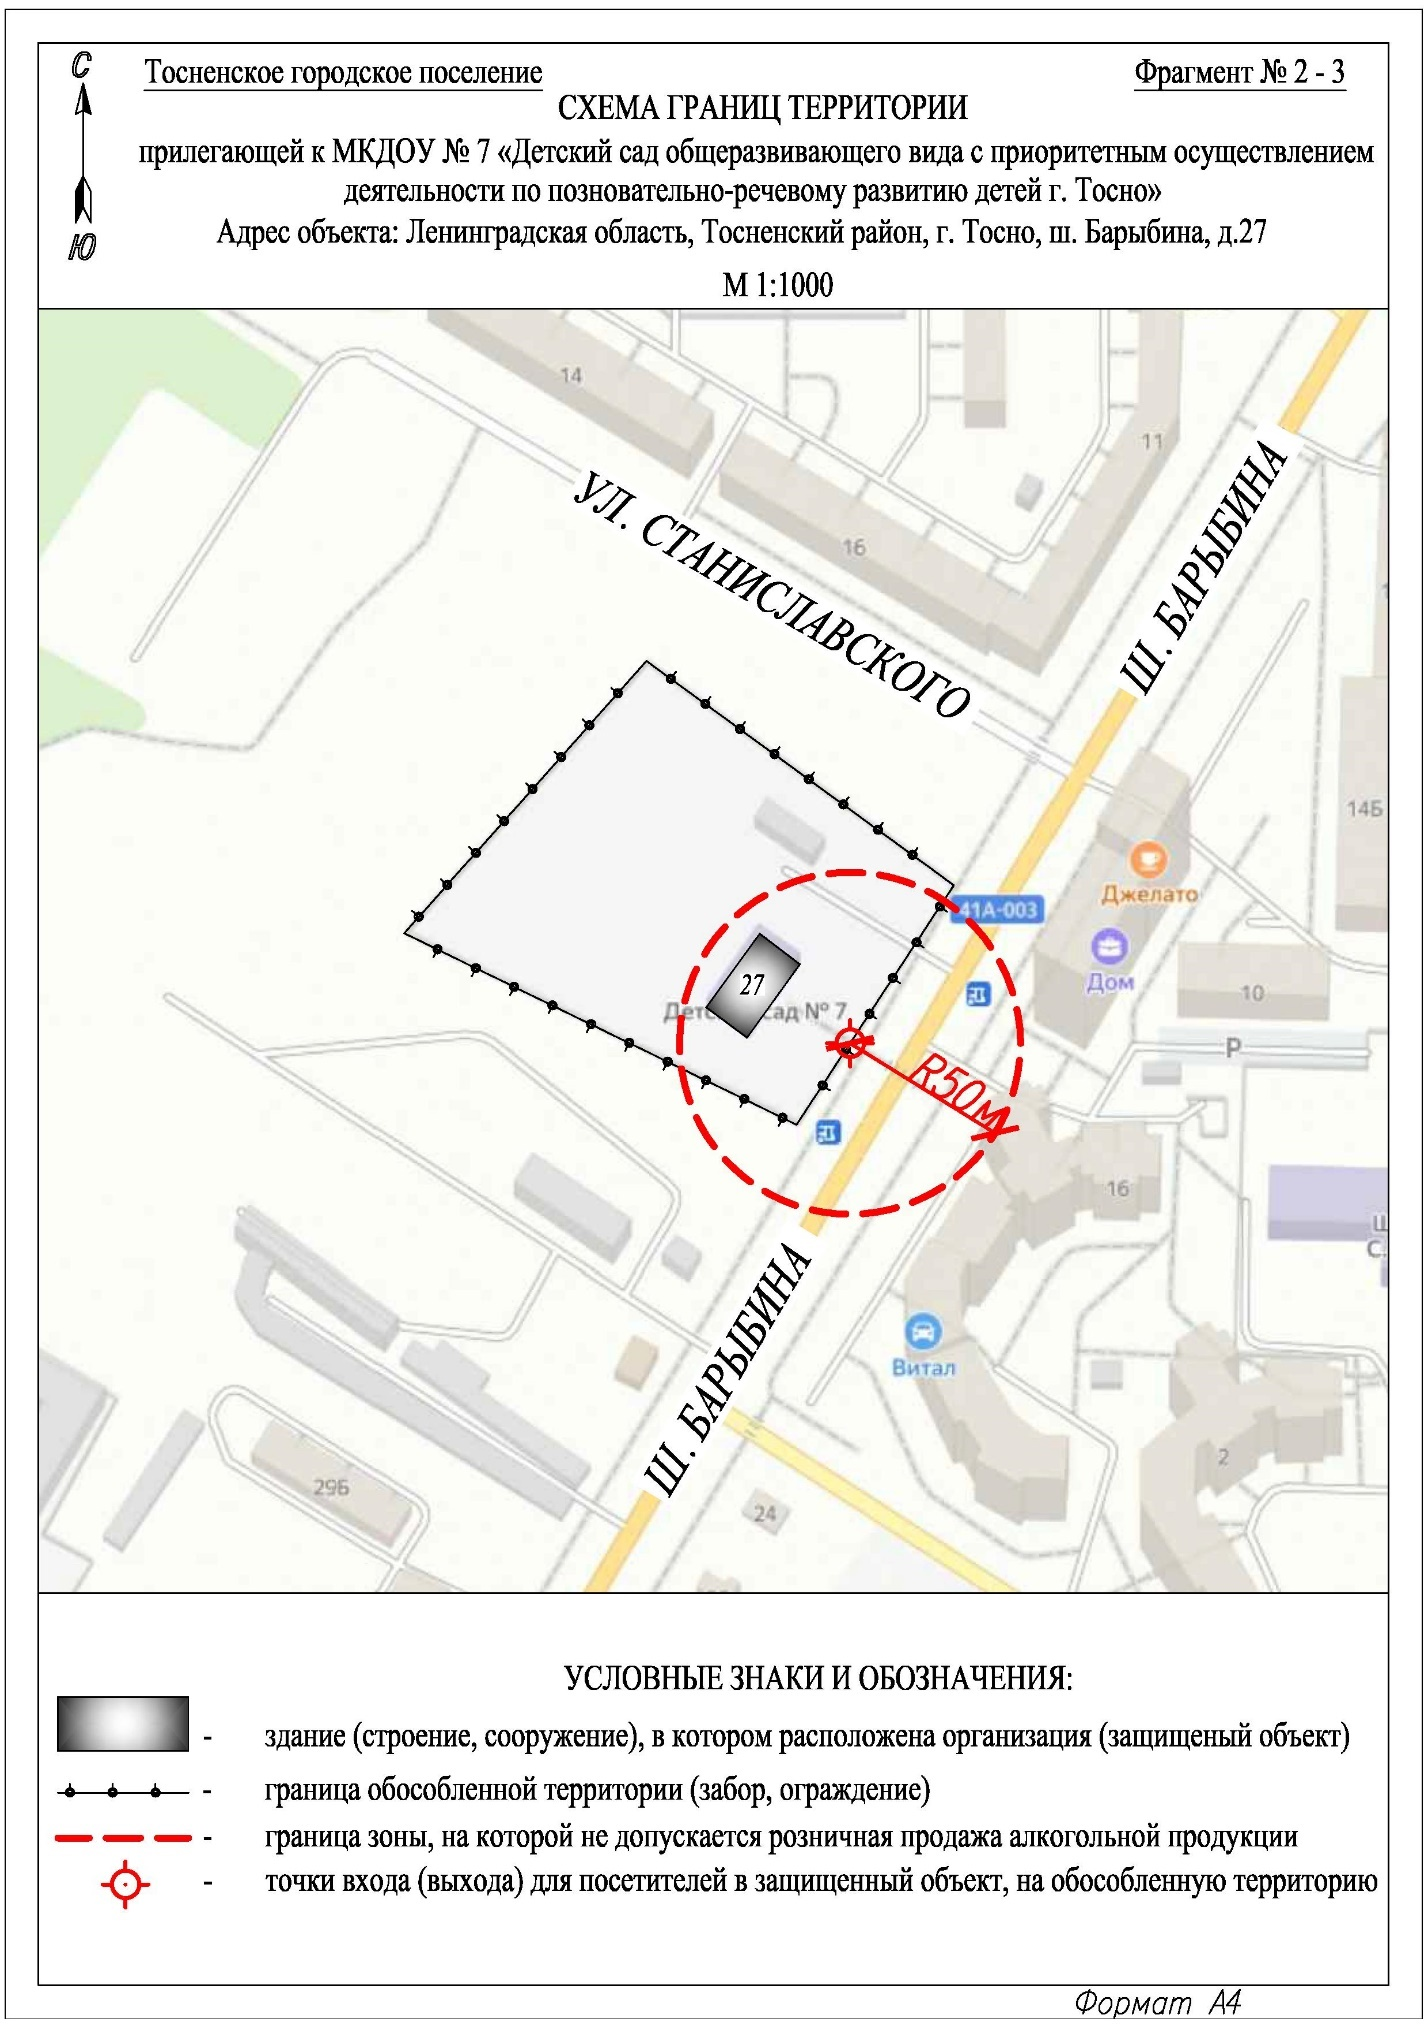 С
Ю
Тосненское городское поселение
Фрагмент № 2 - 3
СХЕМА ГРАНИЦ ТЕРРИТОРИИ
прилегающей к МКДОУ № 7 «Детский сад общеразвивающего вида с приоритетным осуществлением
деятельности по позновательно-речевому развитию детей г. Тосно»
Адрес объекта: Ленинградская область, Тосненский район, г. Тосно, ш. Барыбина, д.27
М 1:1000
14
11
УЛ. СТАНИСЛАВСКОГО
16
Ш. БАРЫБИНА
14Б
Джелато
41А-003
Дом
27
10
сад № 7
Р
R50м
16
Ш. БАРЫБИНА
Витал
2
29Б
24
УСЛОВНЫЕ ЗНАКИ И ОБОЗНАЧЕНИЯ:
- здание (строение, сооружение), в котором расположена организация (защищеный объект)
- граница обособленной территории (забор, ограждение)
- граница зоны, на которой не допускается розничная продажа алкогольной продукции
- точки входа (выхода) для посетителей в защищенный объект, на обособленную территорию
Формат А4